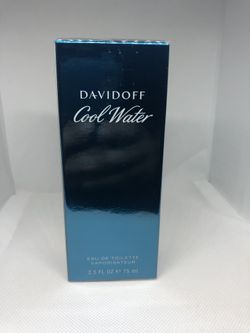 DAVIDOFF
Cool Water
EAU DE TOILETTE
VAPORISATEUR
2.5 FL OZ ℮ 75 ml